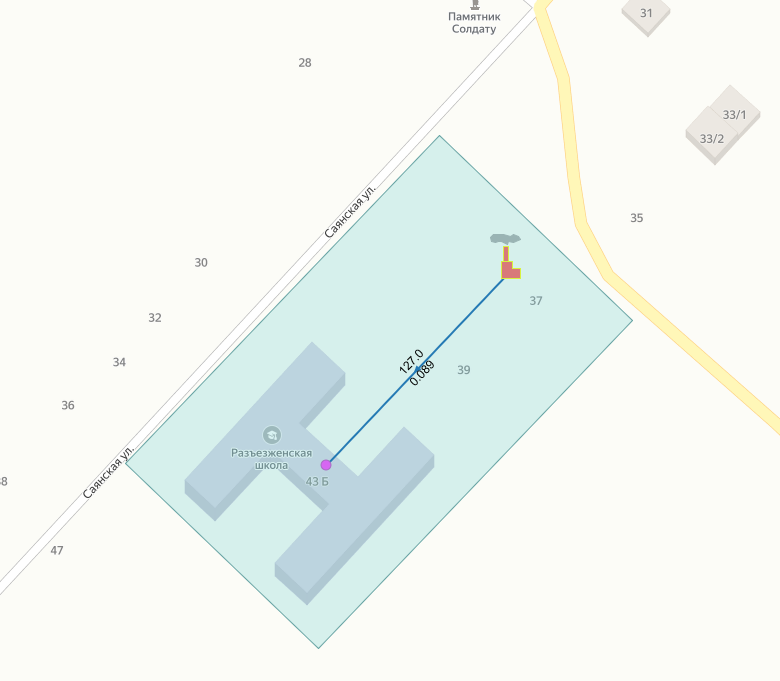 31
Памятник
Солдату
28
33/1
33/2
35
Саянская ул.
30
37
32
127.0
0.089
34
39
36
Разъезженская
школа
43 Б
Саянская ул.
38
47